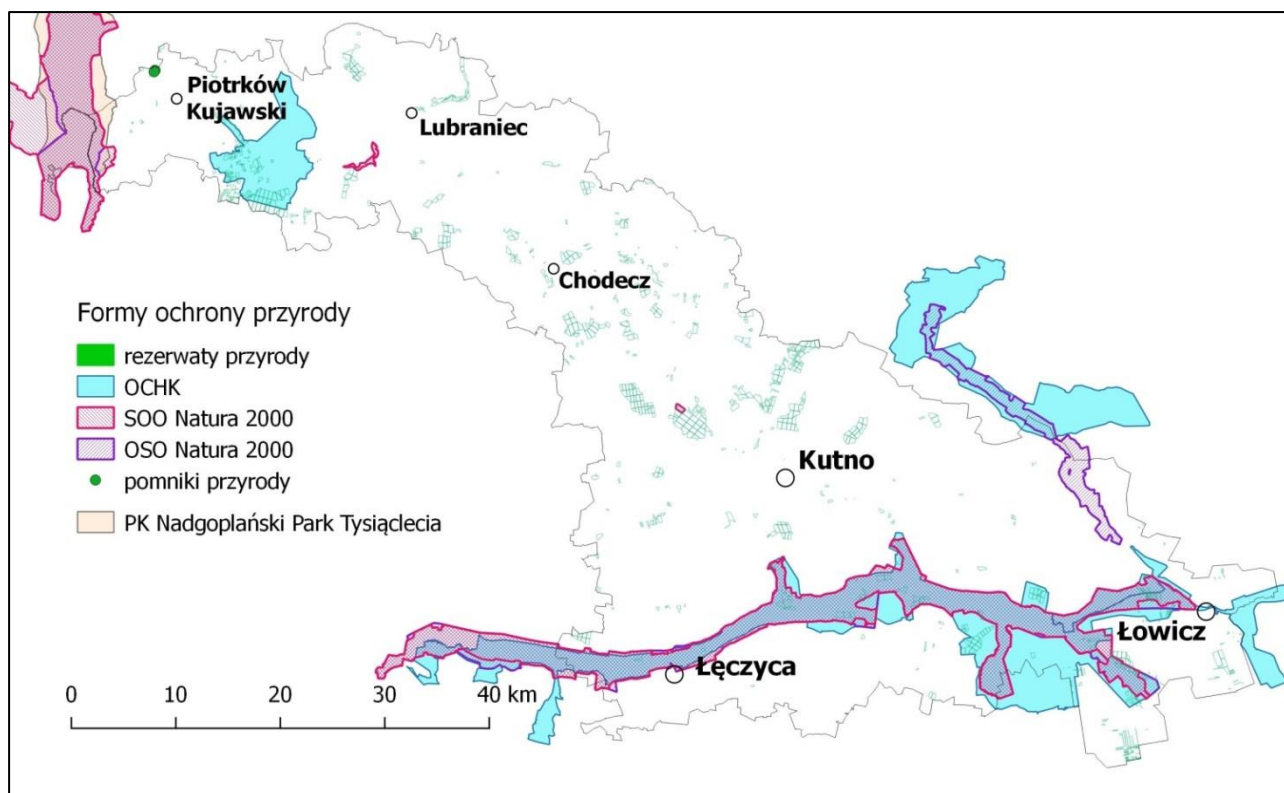 Piotrków
Kujawski
Lubraniec
Chodecz
Formy ochrony przyrody
rezerwaty przyrody
OCHK
SOO Natura 2000
OSO Natura 2000
pomniki przyrody
PK Nadgoplański Park Tysiąclecia
Kutno
Łowicz
Łęczyca
0 10 20 30 40 km